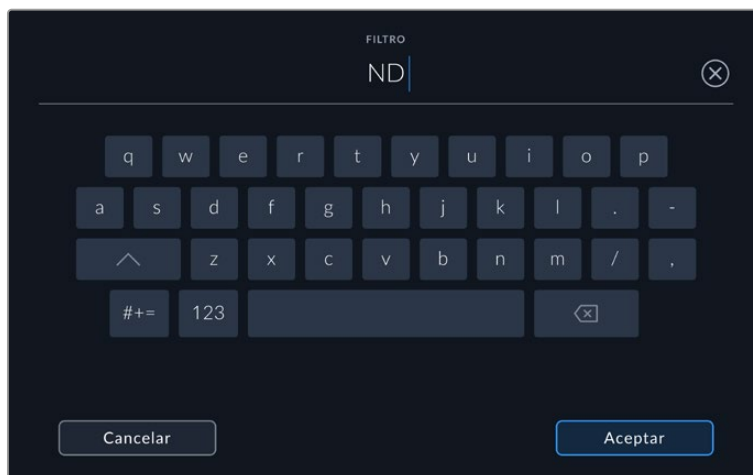 FILTRO
ND
q w e r t y u i o p
a s d f g h j k l . -
z x c v b n m / ,
#+= 123
Cancelar Aceptar